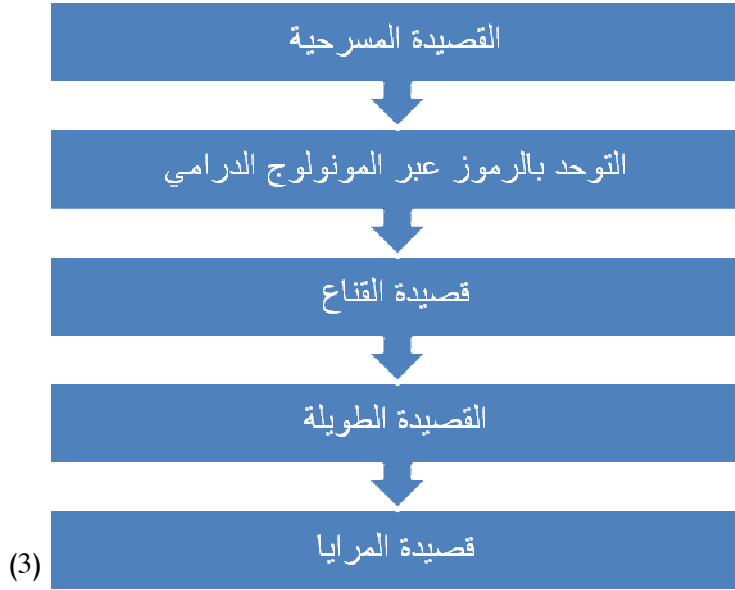 القصيدة المسرحية
التوحد بالرموز عبر المونولوج الدرامي
قصيدة القناع
القصيدة الطويلة
قصيدة المرايا
(3)